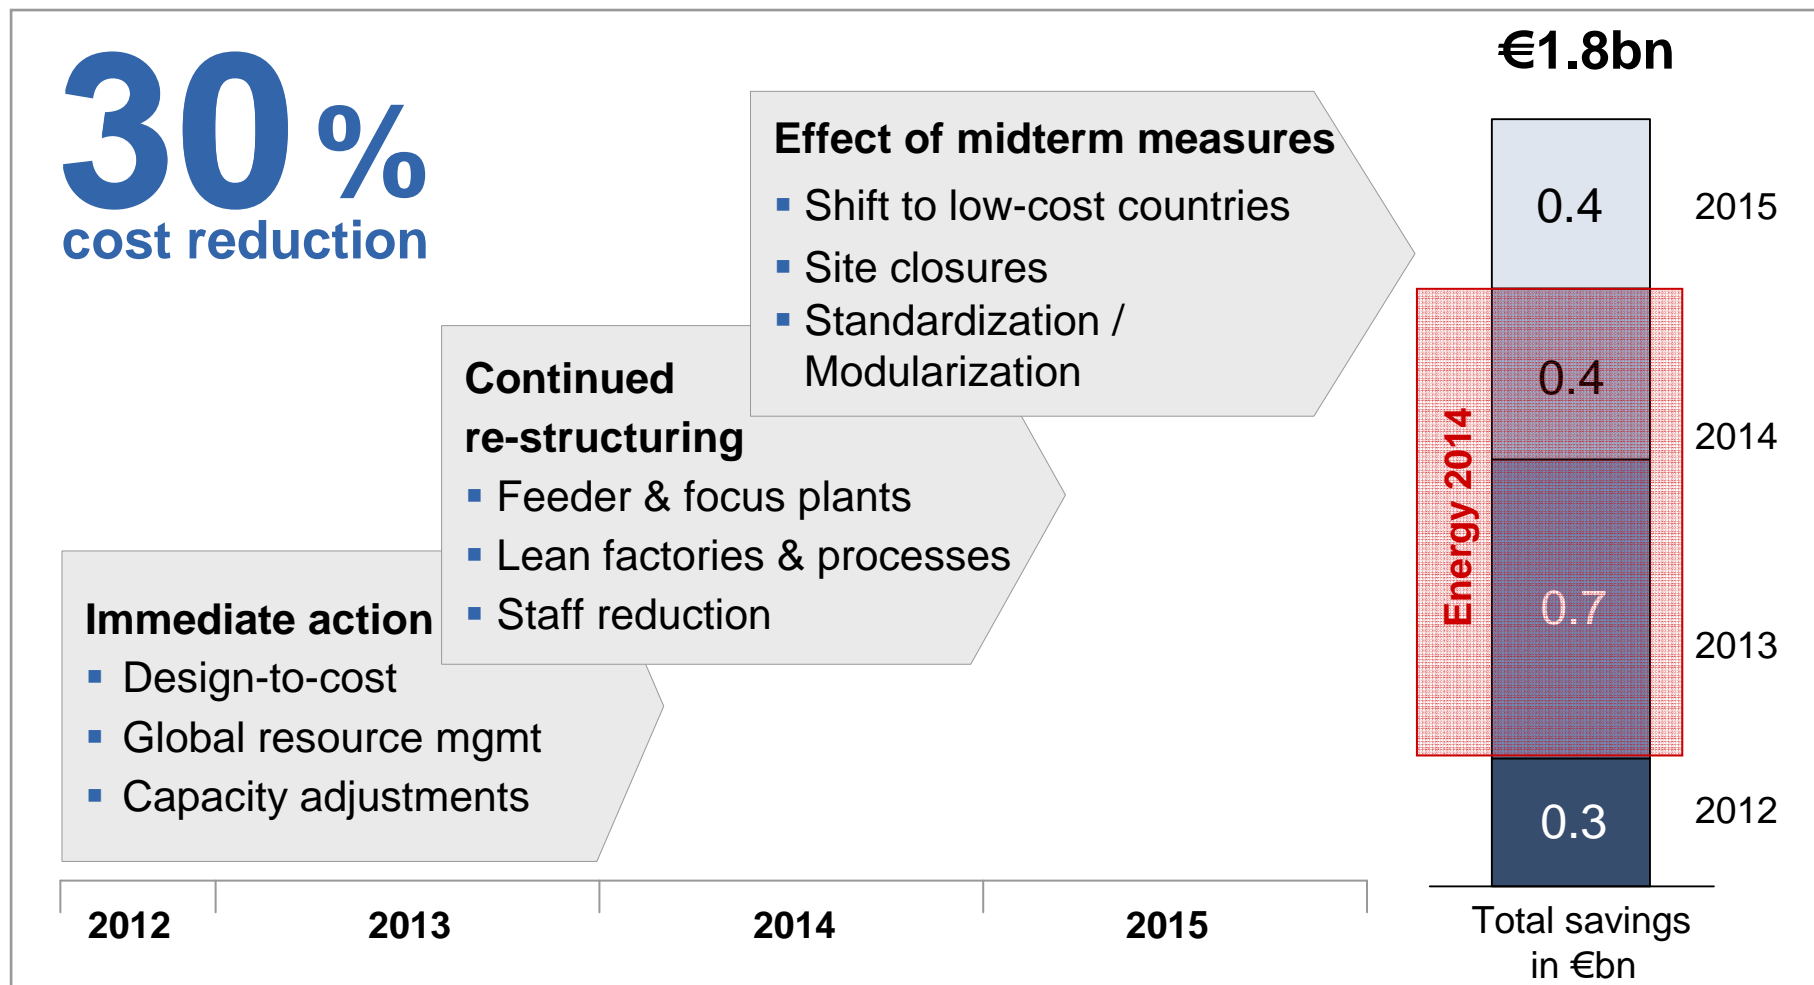 30 %
cost reduction
Immediate action
▪ Design-to-cost
▪ Global resource mgmt
▪ Capacity adjustments
Continued
re-structuring
▪ Feeder & focus plants
▪ Lean factories & processes
▪ Staff reduction
Effect of midterm measures
▪ Shift to low-cost countries
▪ Site closures
▪ Standardization /
Modularization
2012
2013
2014
2015
€1.8bn
0.4
2015
0.4
2014
Energy 2014
0.7
2013
0.3
2012
Total savings
in €bn